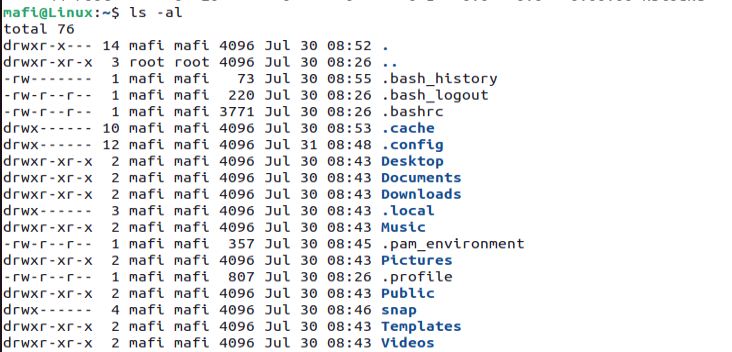 mafi@Linux:~$ ls -al
total 76
drwxr-x--- 14 mafi mafi 4096 Jul 30 08:52 .
drwxr-xr-x  3 root root 4096 Jul 30 08:26 ..
-rw-------  1 mafi mafi   73 Jul 30 08:55 .bash_history
-rw-r--r--  1 mafi mafi  220 Jul 30 08:26 .bash_logout
-rw-r--r--  1 mafi mafi 3771 Jul 30 08:26 .bashrc
drwx------ 10 mafi mafi 4096 Jul 30 08:53 .cache
drwx------ 12 mafi mafi 4096 Jul 31 08:48 .config
drwxr-xr-x  2 mafi mafi 4096 Jul 30 08:43 Desktop
drwxr-xr-x  2 mafi mafi 4096 Jul 30 08:43 Documents
drwxr-xr-x  2 mafi mafi 4096 Jul 30 08:43 Downloads
drwx------  3 mafi mafi 4096 Jul 30 08:43 .local
drwxr-xr-x  2 mafi mafi 4096 Jul 30 08:43 Music
-rw-r--r--  1 mafi mafi  357 Jul 30 08:45 .pam_environment
drwxr-xr-x  2 mafi mafi 4096 Jul 30 08:43 Pictures
-rw-r--r--  1 mafi mafi  807 Jul 30 08:26 .profile
drwxr-xr-x  2 mafi mafi 4096 Jul 30 08:43 Public
drwx------  4 mafi mafi 4096 Jul 30 08:46 snap
drwxr-xr-x  2 mafi mafi 4096 Jul 30 08:43 Templates
drwxr-xr-x  2 mafi mafi 4096 Jul 30 08:43 Videos